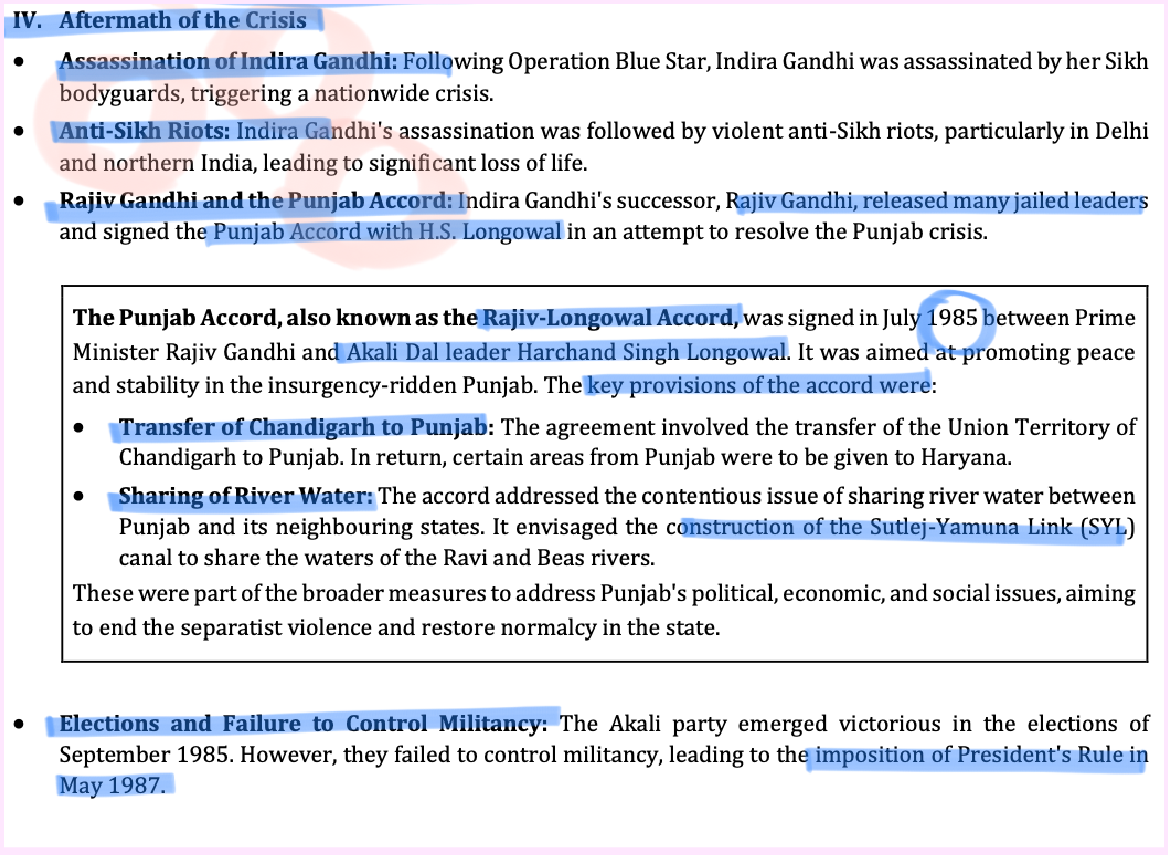 IV. Aftermath of the Crisis
• Assassination of Indira Gandhi: Following Operation Blue Star, Indira Gandhi was assassinated by her Sikh
bodyguards, triggering a nationwide crisis.
• Anti-Sikh Riots: Indira Gandhi's assassination was followed by violent anti-Sikh riots, particularly in Delhi
and northern India, leading to significant loss of life.
• Rajiv Gandhi and the Punjab Accord: Indira Gandhi's successor, Rajiv Gandhi, released many jailed leaders
and signed the Punjab Accord with H.S. Longowal in an attempt to resolve the Punjab crisis.
The Punjab Accord, also known as the Rajiv-Longowal Accord, was signed in July 1985 between Prime
Minister Rajiv Gandhi and Akali Dal leader Harchand Singh Longowal. It was aimed at promoting peace
and stability in the insurgency-ridden Punjab. The key provisions of the accord were:
• Transfer of Chandigarh to Punjab: The agreement involved the transfer of the Union Territory of
Chandigarh to Punjab. In return, certain areas from Punjab were to be given to Haryana.
• Sharing of River Water: The accord addressed the contentious issue of sharing river water between
Punjab and its neighbouring states. It envisaged the construction of the Sutlej-Yamuna Link (SYL)
canal to share the waters of the Ravi and Beas rivers.
These were part of the broader measures to address Punjab's political, economic, and social issues, aiming
to end the separatist violence and restore normalcy in the state.
• Elections and Failure to Control Militancy: The Akali party emerged victorious in the elections of
September 1985. However, they failed to control militancy, leading to the imposition of President's Rule in
May 1987.